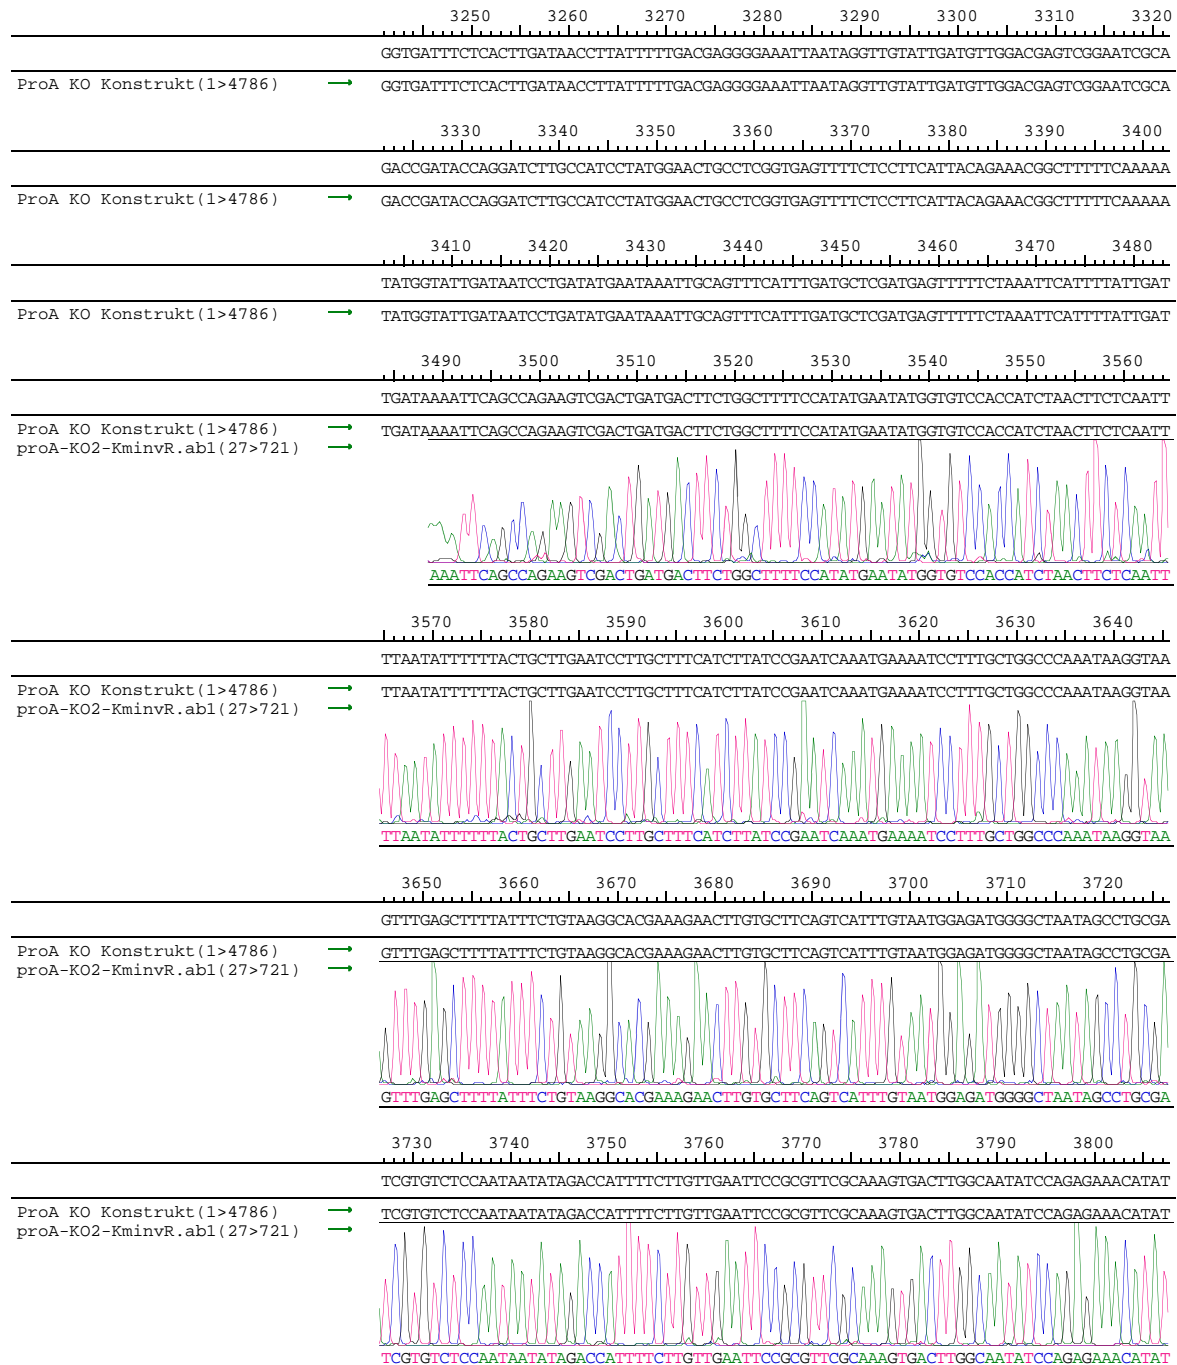 3250 3260 3270 3280 3290 3300 3310 3320
GGTGATTTCTCACTTGATAACCTTATTTTTGACGAGGGGAAATTAATAGGTTGTATTGATGTTGGACGAGTCGGAATCGCA
ProA KO Konstrukt(1>4786) GGTGATTTCTCACTTGATAACCTTATTTTTGACGAGGGGAAATTAATAGGTTGTATTGATGTTGGACGAGTCGGAATCGCA
3330 3340 3350 3360 3370 3380 3390 3400
GACCGATACCAGGATCTTGCCATCCTATGGAACTGCCTCGGTGAGTTTTCTCCTTCATTACAGAAACGGCTTTTTCAAAAA
ProA KO Konstrukt(1>4786) GACCGATACCAGGATCTTGCCATCCTATGGAACTGCCTCGGTGAGTTTTCTCCTTCATTACAGAAACGGCTTTTTCAAAAA
3410 3420 3430 3440 3450 3460 3470 3480
TATGGTATTGATAATCCTGATATGAATAAATTGCAGTTTCATTTGATGCTCGATGAGTTTTTCTAAATTCATTTTATTGAT
ProA KO Konstrukt(1>4786) TATGGTATTGATAATCCTGATATGAATAAATTGCAGTTTCATTTGATGCTCGATGAGTTTTTCTAAATTCATTTTATTGAT
3490 3500 3510 3520 3530 3540 3550 3560
TGATAAAATTCAGCCAGAAGTCGACTGATGACTTCTGGCTTTTCCATATGAATATGGTGTCCACCATCTAACTTCTCAATT
ProA KO Konstrukt(1>4786) TGATAAAATTCAGCCAGAAGTCGACTGATGACTTCTGGCTTTTCCATATGAATATGGTGTCCACCATCTAACTTCTCAATT
proA-KO2-KminvR.ab1(27>721)
AAATTCAGCCAGAAGTCGACTGATGACTTCTGGCTTTTCCATATGAATATGGTGTCCACCATCTAACTTCTCAATT
3570 3580 3590 3600 3610 3620 3630 3640
TTAATATTTTTTACTGCTTGAATCCTTGCTTTCATCTTATCCGAATCAAATGAAAATCCTTTGCTGGCCCAAATAAGGTAA
ProA KO Konstrukt(1>4786) TTAATATTTTTTACTGCTTGAATCCTTGCTTTCATCTTATCCGAATCAAATGAAAATCCTTTGCTGGCCCAAATAAGGTAA
proA-KO2-KminvR.ab1(27>721)
TTAATATTTTTTACTGCTTGAATCCTTGCTTTCATCTTATCCGAATCAAATGAAAATCCTTTGCTGGCCCAAATAAGGTAA
3650 3660 3670 3680 3690 3700 3710 3720
GTTTGAGCTTTTATTTCTGTAAGGCACGAAAGAACTTGTGCTTCAGTCATTTGTAATGGAGATGGGGCTAATAGCCTGCGA
ProA KO Konstrukt(1>4786) GTTTGAGCTTTTATTTCTGTAAGGCACGAAAGAACTTGTGCTTCAGTCATTTGTAATGGAGATGGGGCTAATAGCCTGCGA
proA-KO2-KminvR.ab1(27>721)
GTTTGAGCTTTTATTTCTGTAAGGCACGAAAGAACTTGTGCTTCAGTCATTTGTAATGGAGATGGGGCTAATAGCCTGCGA
3730 3740 3750 3760 3770 3780 3790 3800
TCGTGTCTCCAATAATATAGACCATTTTCTTGTTGAATTCCGCGTTCGCAAAGTGACTTGGCAATATCCAGAGAAACATAT
ProA KO Konstrukt(1>4786) TCGTGTCTCCAATAATATAGACCATTTTCTTGTTGAATTCCGCGTTCGCAAAGTGACTTGGCAATATCCAGAGAAACATAT
proA-KO2-KminvR.ab1(27>721)
TCGTGTCTCCAATAATATAGACCATTTTCTTGTTGAATTCCGCGTTCGCAAAGTGACTTGGCAATATCCAGAGAAACATAT